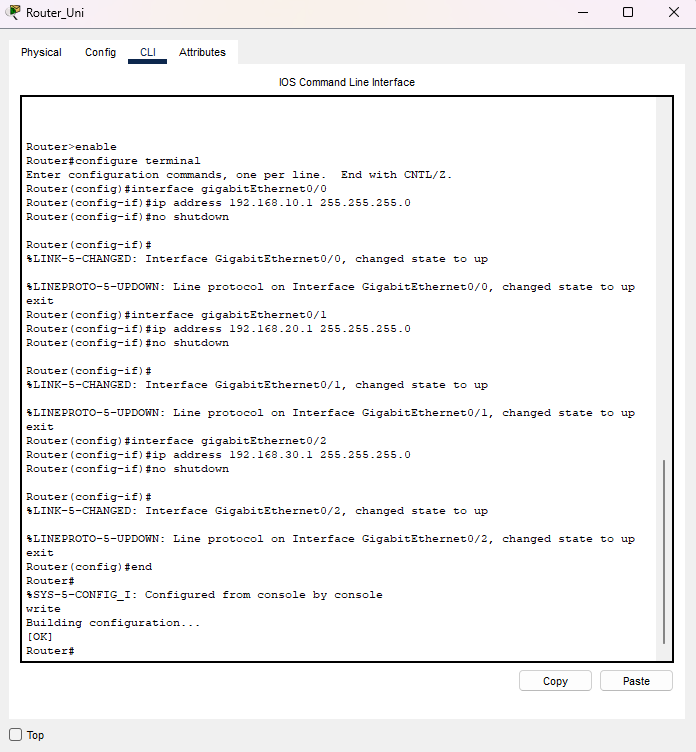 Router_Uni
Physical Config CLI Attributes
IOS Command Line Interface
Router>enable
Router#configure terminal
Enter configuration commands, one per line.  End with CNTL/Z.
Router(config)#interface gigabitEthernet0/0
Router(config-if)#ip address 192.168.10.1 255.255.255.0
Router(config-if)#no shutdown
Router(config-if)#
%LINK-5-CHANGED: Interface GigabitEthernet0/0, changed state to up
%LINEPROTO-5-UPDOWN: Line protocol on Interface GigabitEthernet0/0, changed state to up
exit
Router(config)#interface gigabitEthernet0/1
Router(config-if)#ip address 192.168.20.1 255.255.255.0
Router(config-if)#no shutdown
Router(config-if)#
%LINK-5-CHANGED: Interface GigabitEthernet0/1, changed state to up
%LINEPROTO-5-UPDOWN: Line protocol on Interface GigabitEthernet0/1, changed state to up
exit
Router(config)#interface gigabitEthernet0/2
Router(config-if)#ip address 192.168.30.1 255.255.255.0
Router(config-if)#no shutdown
Router(config-if)#
%LINK-5-CHANGED: Interface GigabitEthernet0/2, changed state to up
%LINEPROTO-5-UPDOWN: Line protocol on Interface GigabitEthernet0/2, changed state to up
exit
Router(config)#end
Router#
%SYS-5-CONFIG_I: Configured from console by console
write
Building configuration...
[OK]
Router#
Copy Paste
Top